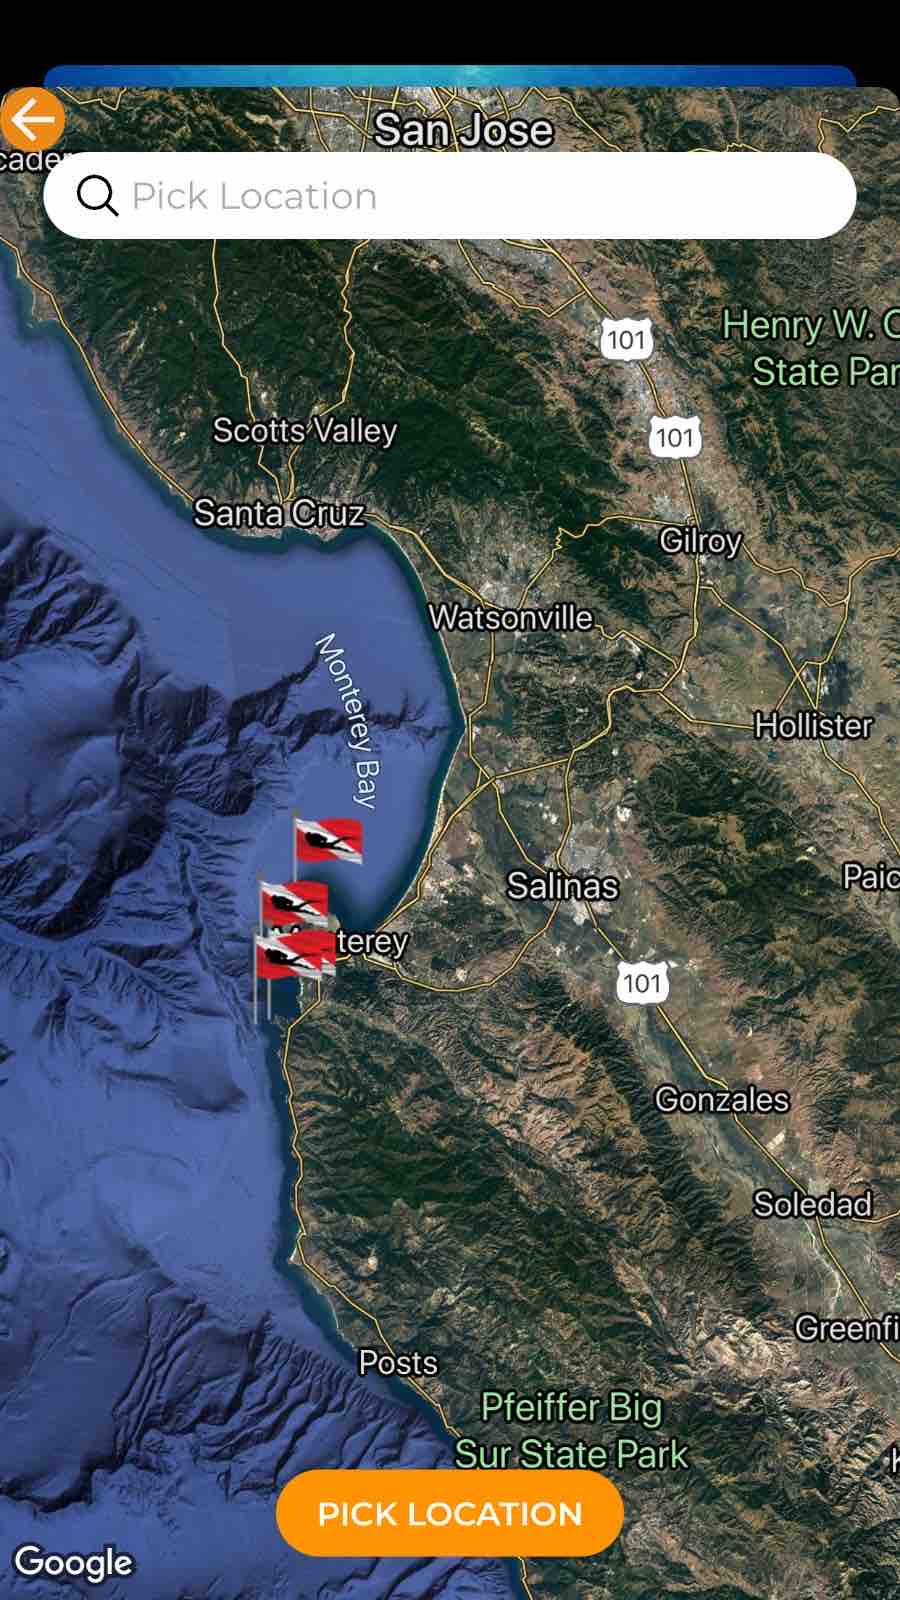 San Jose
Pick Location
101
Henry W. C
State Par
101
Scotts Valley
Santa Cruz
Gilroy
Watsonville
Monterey Bay
Hollister
Salinas
Paic
terey
101
Gonzales
Soledad
Greenfi
Posts
Pfeiffer Big
Sur State Park
PICK LOCATION
Google